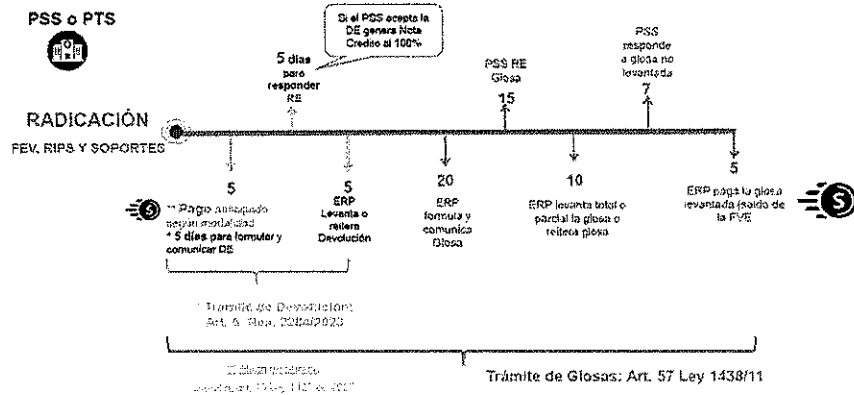 PSS o PTS
Si el PSS acepta la
DE genera Nota
Credito al 100%
5 días
para
responder
RE
PSS RE
Glosa
15
PSS
responde
a glosa no
levantada
7
RADICACIÓN
FEV, RIPS Y SOPORTES
5
** Pago anticipado
según modalidad
* 5 días para formular y
comunicar DE
5
ERP
Levanta o
reitera
Devolución
20
ERP
formula y
comunica
Glosa
10
ERP levanta total o
parcial la glosa o
reitera glosa
5
ERP paga la glosa
levantada (saldo de
la FVE
* Trámite de Devolución:
Art. 5 Res. 2284/2023
Trámite de Glosas: Art. 57 Ley 1438/11